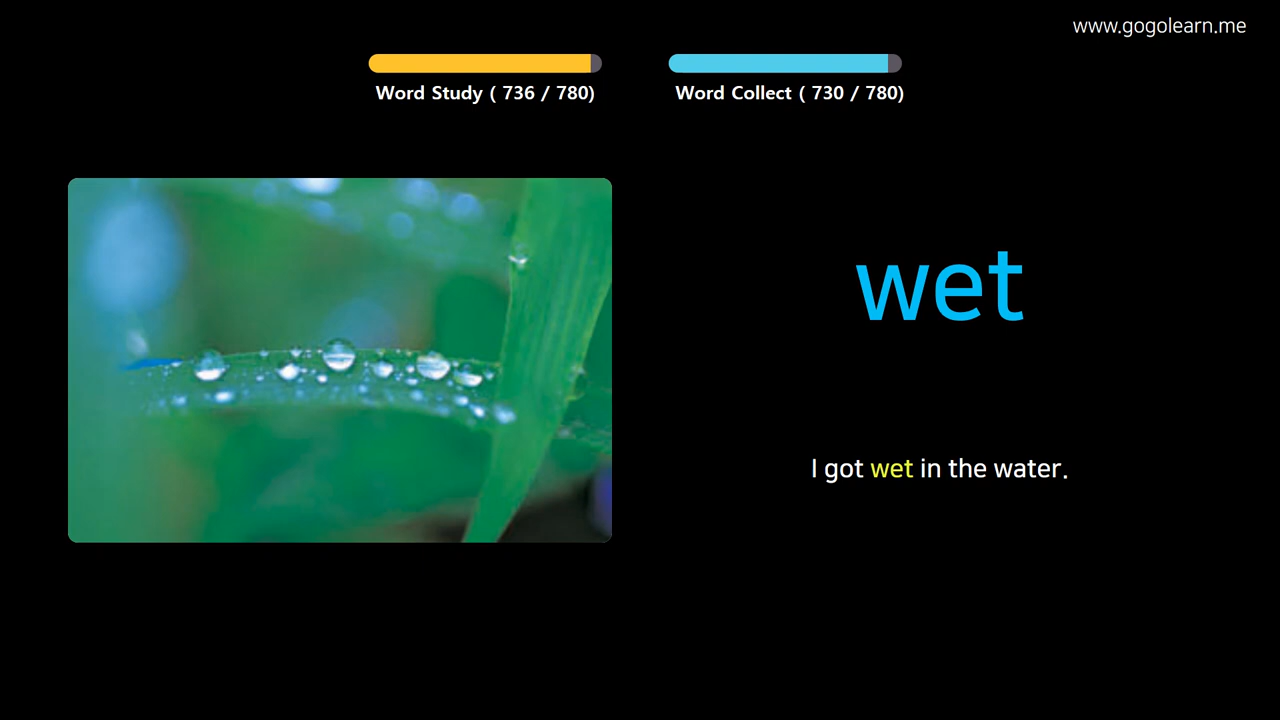 www.gogolearn.me
Word Study ( 736 / 780)
Word Collect ( 730 / 780)
wet
I got wet in the water.